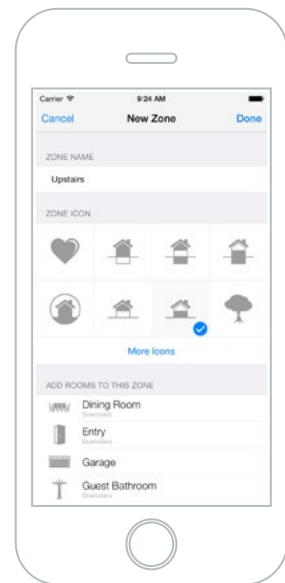 Carrier 9:24 AM
Cancel New Zone Done
ZONE NAME
Upstairs
ZONE ICON
More Icons
ADD ROOMS TO THIS ZONE
Dining Room
Downstairs
Entry
Downstairs
Garage
Guest Bathroom
Downstairs